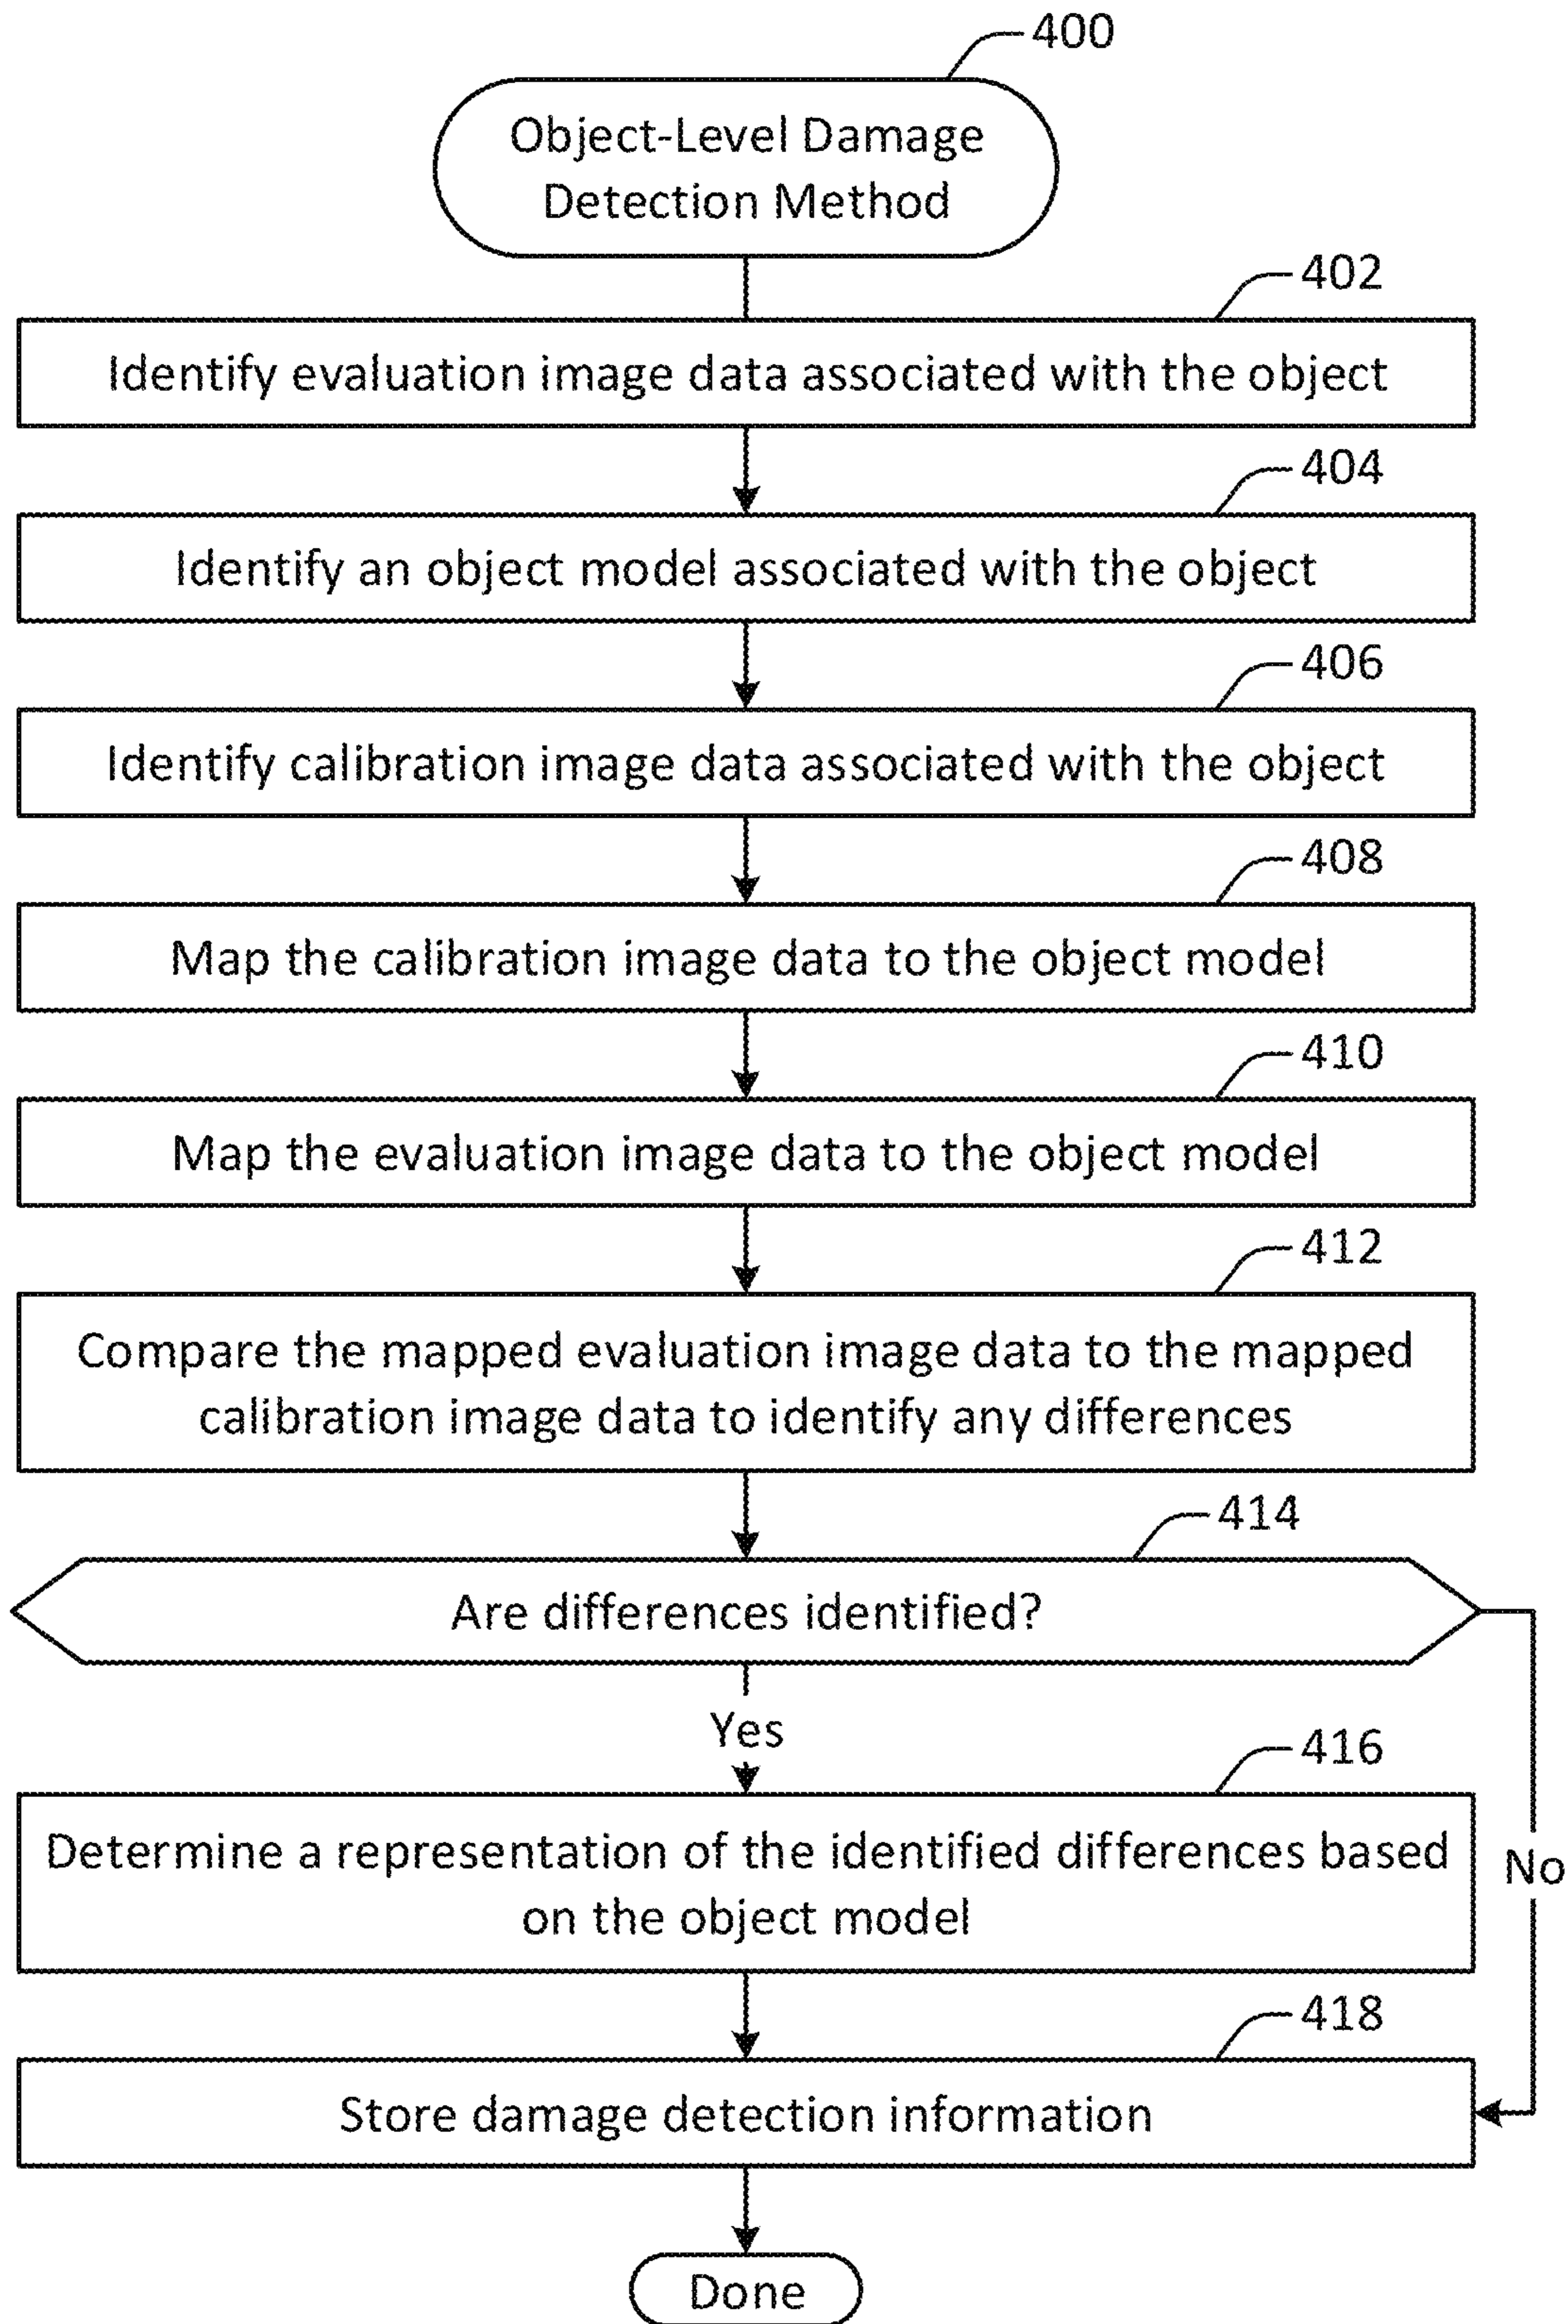 400
Object-Level Damage
Detection Method
402
Identify evaluation image data associated with the object
404
Identify an object model associated with the object
406
Identify calibration image data associated with the object
408
Map the calibration image data to the object model
410
Map the evaluation image data to the object model
412
Compare the mapped evaluation image data to the mapped
calibration image data to identify any differences
414
Are differences identified?
Yes
416
Determine a representation of the identified differences based
on the object model
No
418
Store damage detection information
Done